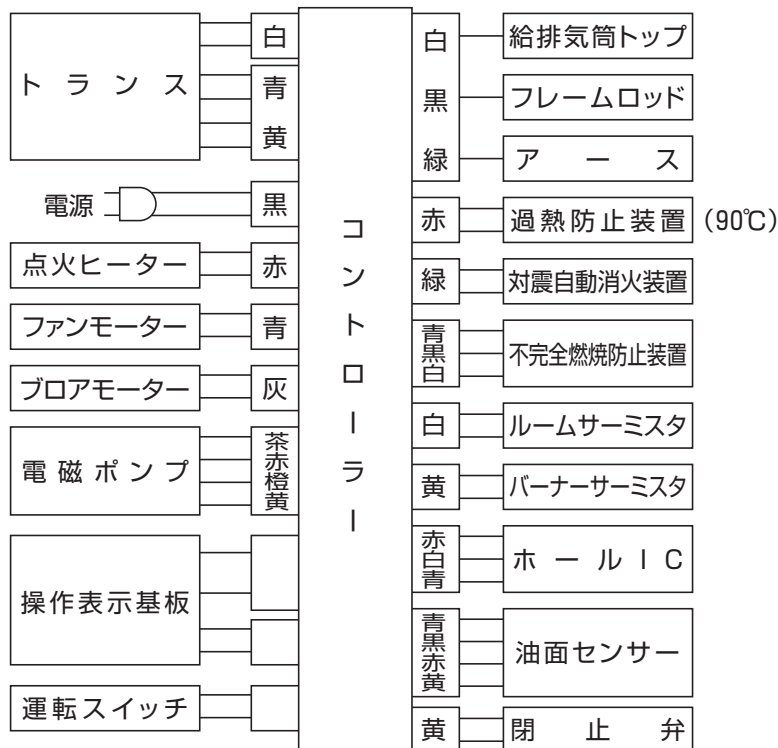 トランス
白
青
黄
電源
黒
点火ヒーター
赤
ファンモーター
青
ブロアモーター
灰
電磁ポンプ
茶
赤
橙
黄
操作表示基板
運転スイッチ
コントローラー
白
給排気筒トップ
黒
フレームロッド
緑
アース
赤
過熱防止装置 (90℃)
緑
対震自動消火装置
青
黒
白
不完全燃焼防止装置
白
ルームサーミスタ
黄
バーナーサーミスタ
赤
白
青
ホールIC
青
黒
赤
黄
油面センサー
黄
閉止弁